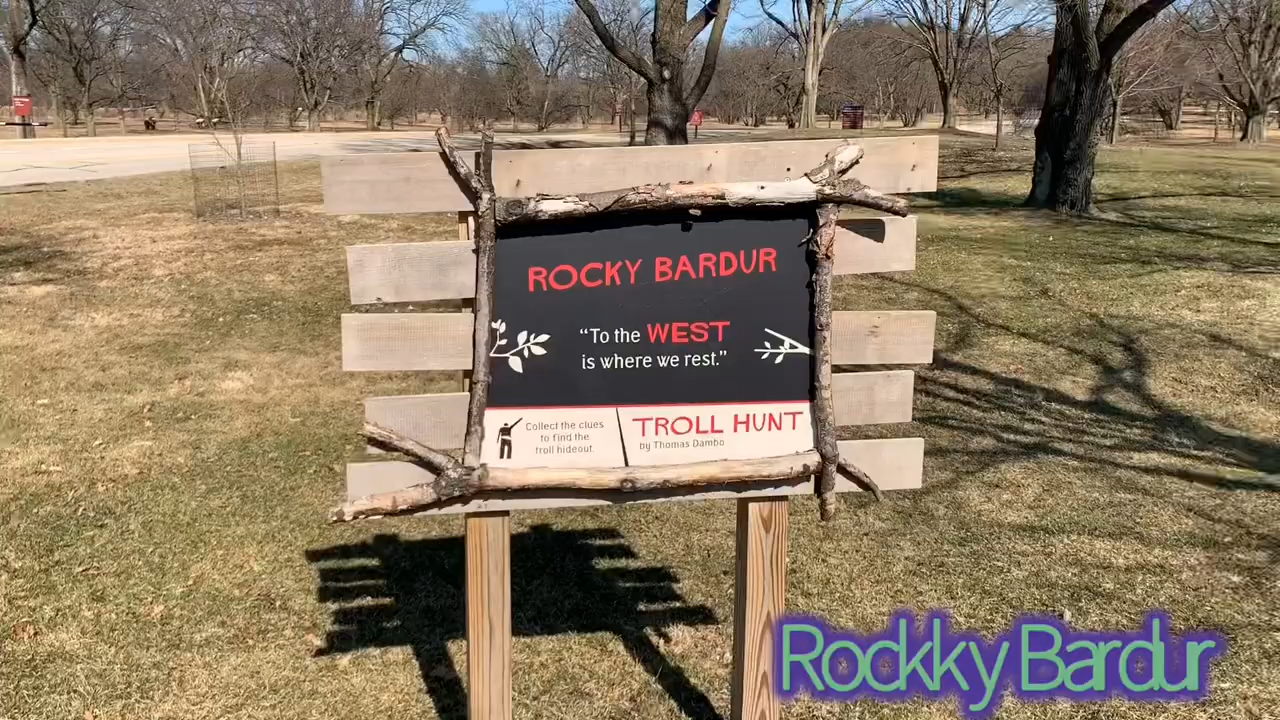 ROCKY BARDUR
“To the WEST
is where we rest.”
Collect the clues
to find the
troll hideout.
TROLL HUNT
by Thomas Dambo
Rockky Bardur